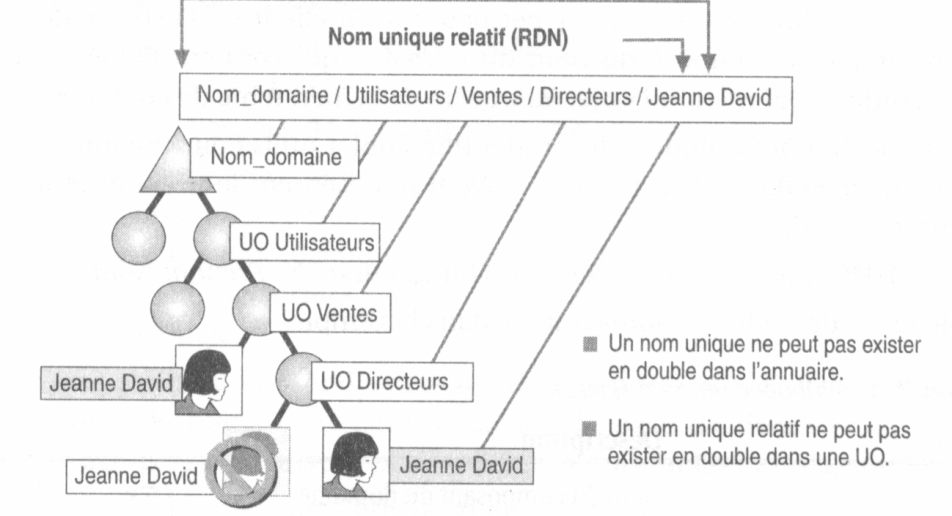 Nom unique relatif (RDN)
Nom_domaine / Utilisateurs / Ventes / Directeurs / Jeanne David
Nom_domaine
UO Utilisateurs
UO Ventes
Jeanne David
UO Directeurs
Jeanne David
Jeanne David
Un nom unique ne peut pas exister
en double dans l'annuaire.
Un nom unique relatif ne peut pas
exister en double dans une UO.